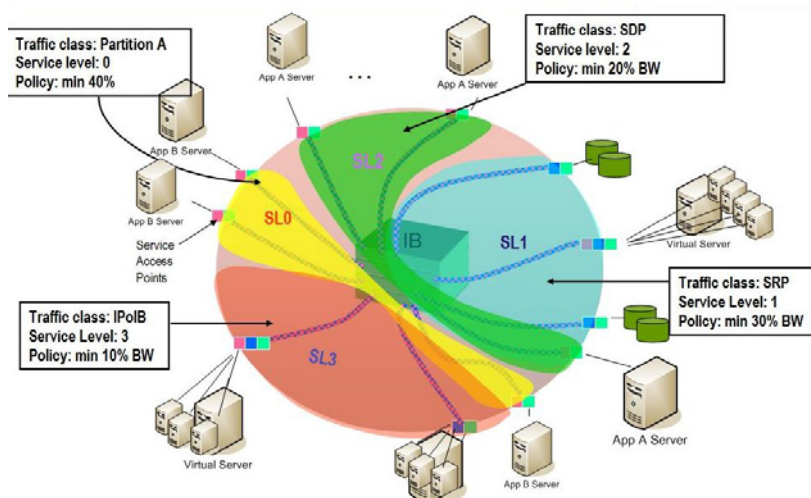 Traffic class: Partition A
Service level: 0
Policy: min 40%
App A Server
...
App A Server
Traffic class: SDP
Service level: 2
Policy: min 20% BW
App B Server
App B Server
Service
Access
Points
SL2
SL0
IB
SL1
SL3
Virtual Server
Traffic class: SRP
Service Level: 1
Policy: min 30% BW
Traffic class: IPoIB
Service Level: 3
Policy: min 10% BW
Virtual Server
App B Server
App A Server